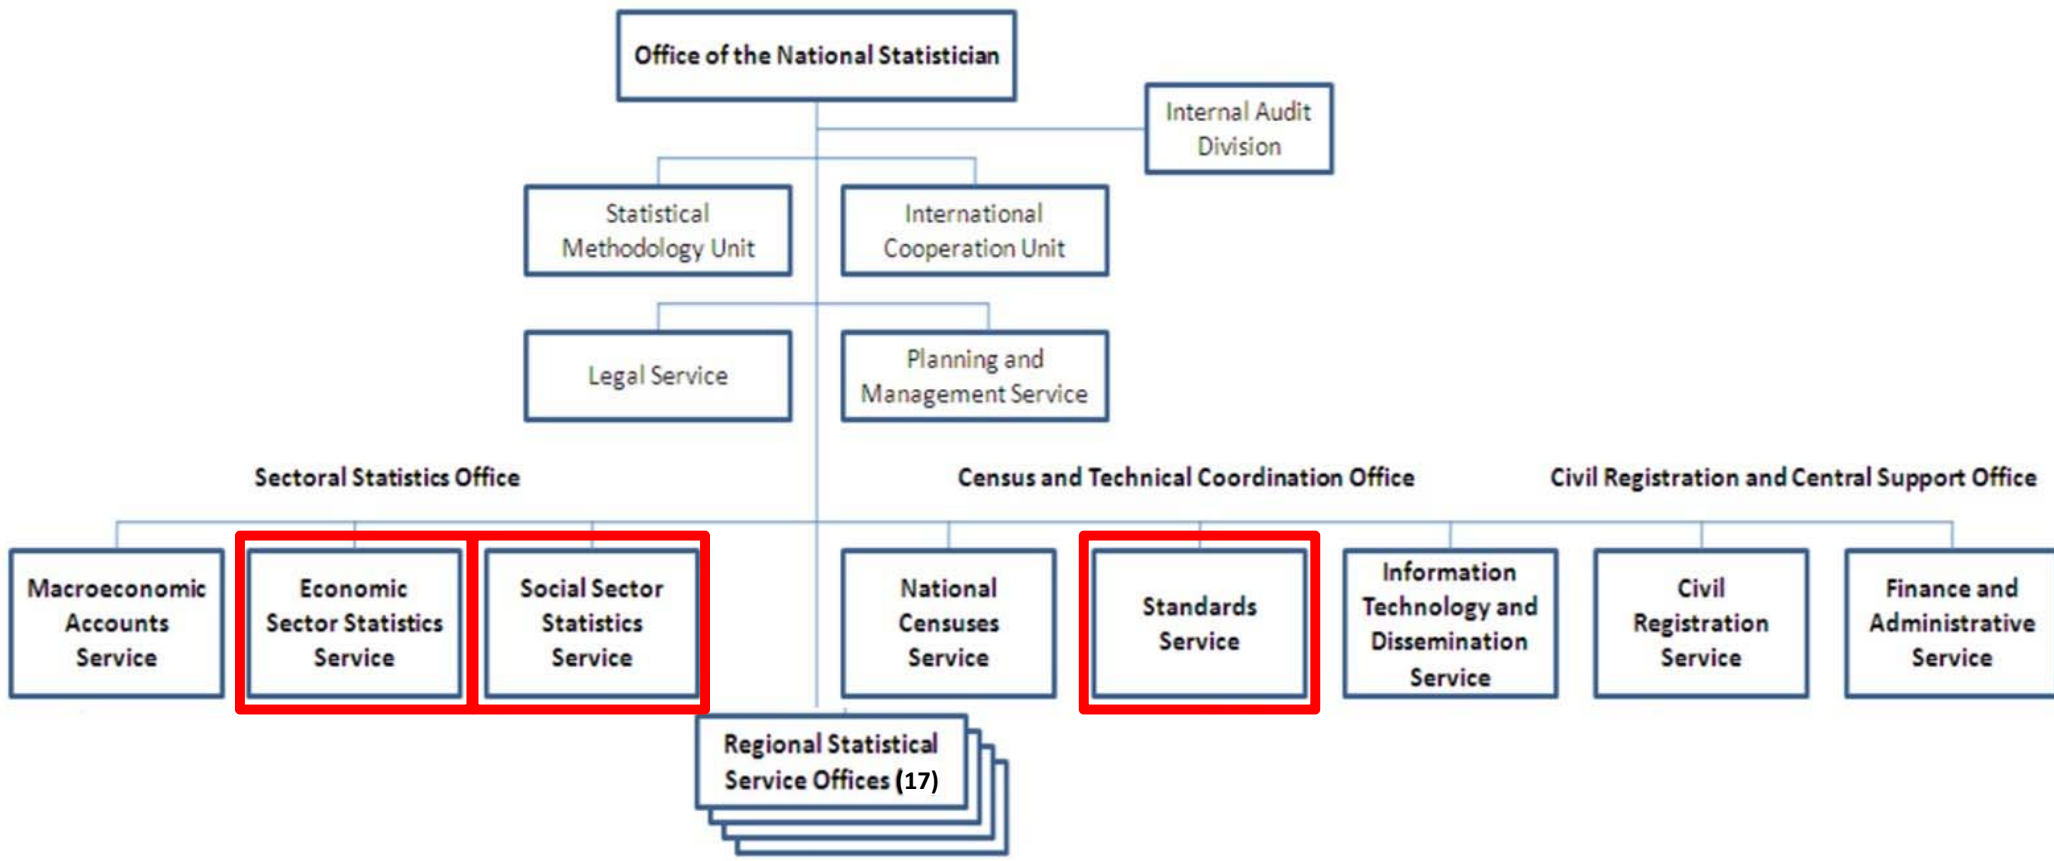 Office of the National Statistician
Internal Audit
Division
Statistical
Methodology Unit
International
Cooperation Unit
Legal Service
Planning and
Management Service
Sectoral Statistics Office
Census and Technical Coordination Office
Civil Registration and Central Support Office
Macroeconomic
Accounts
Service
Economic
Sector Statistics
Service
Social Sector
Statistics
Service
National
Censuses
Service
Standards
Service
Information
Technology and
Dissemination
Service
Civil
Registration
Service
Finance and
Administrative
Service
Regional Statistical
Service Offices (17)